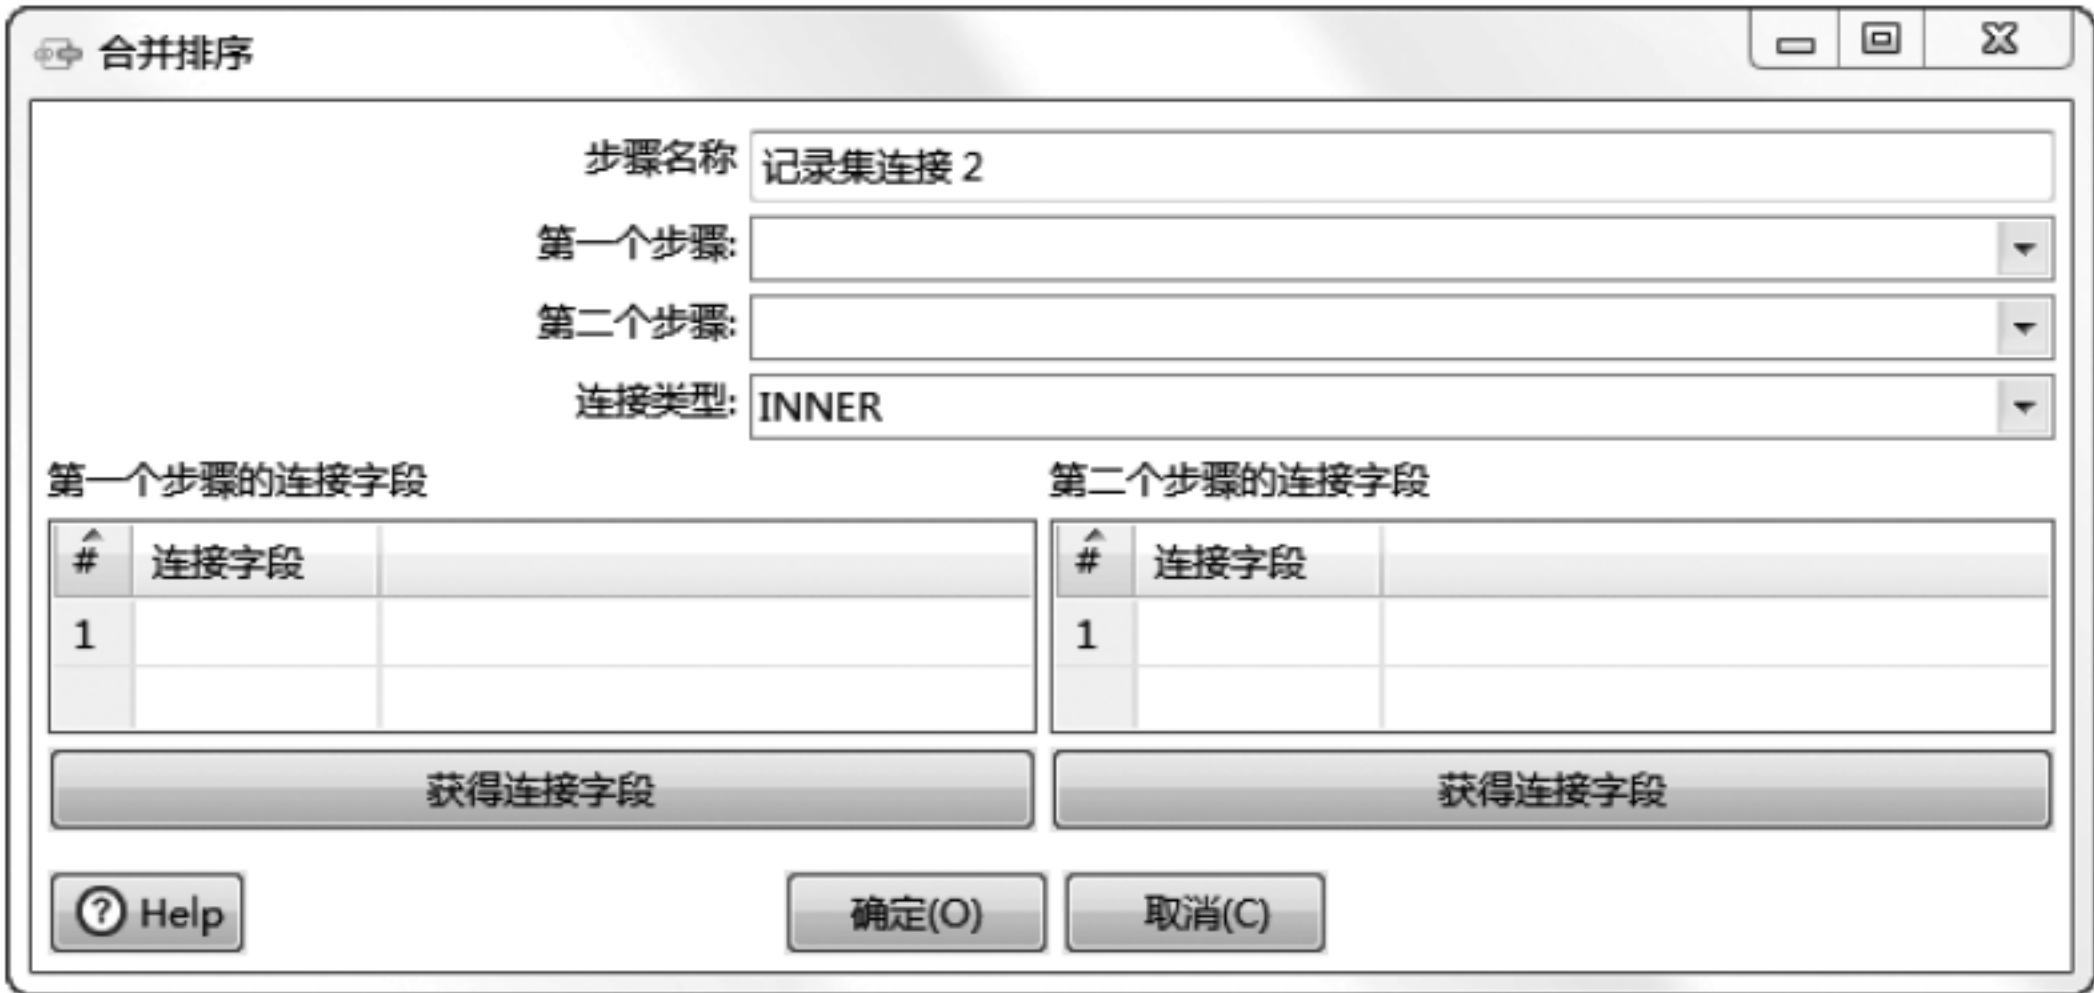 合并排序
步骤名称 记录集连接 2
第一个步骤:
第二个步骤:
连接类型: INNER
第一个步骤的连接字段 第二个步骤的连接字段
# 连接字段 # 连接字段
1 1
获得连接字段 获得连接字段
Help 确定(O) 取消(C)